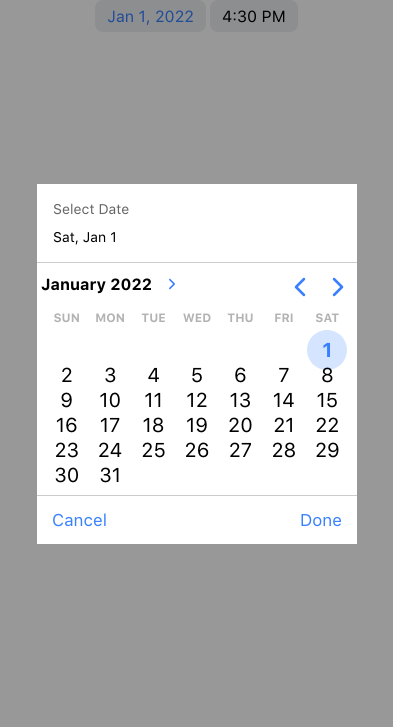 Jan 1, 2022 4:30 PM
Select Date
Sat, Jan 1
January 2022
SUN MON TUE WED THU FRI SAT
1
2 3 4 5 6 7 8
9 10 11 12 13 14 15
16 17 18 19 20 21 22
23 24 25 26 27 28 29
30 31
Cancel Done